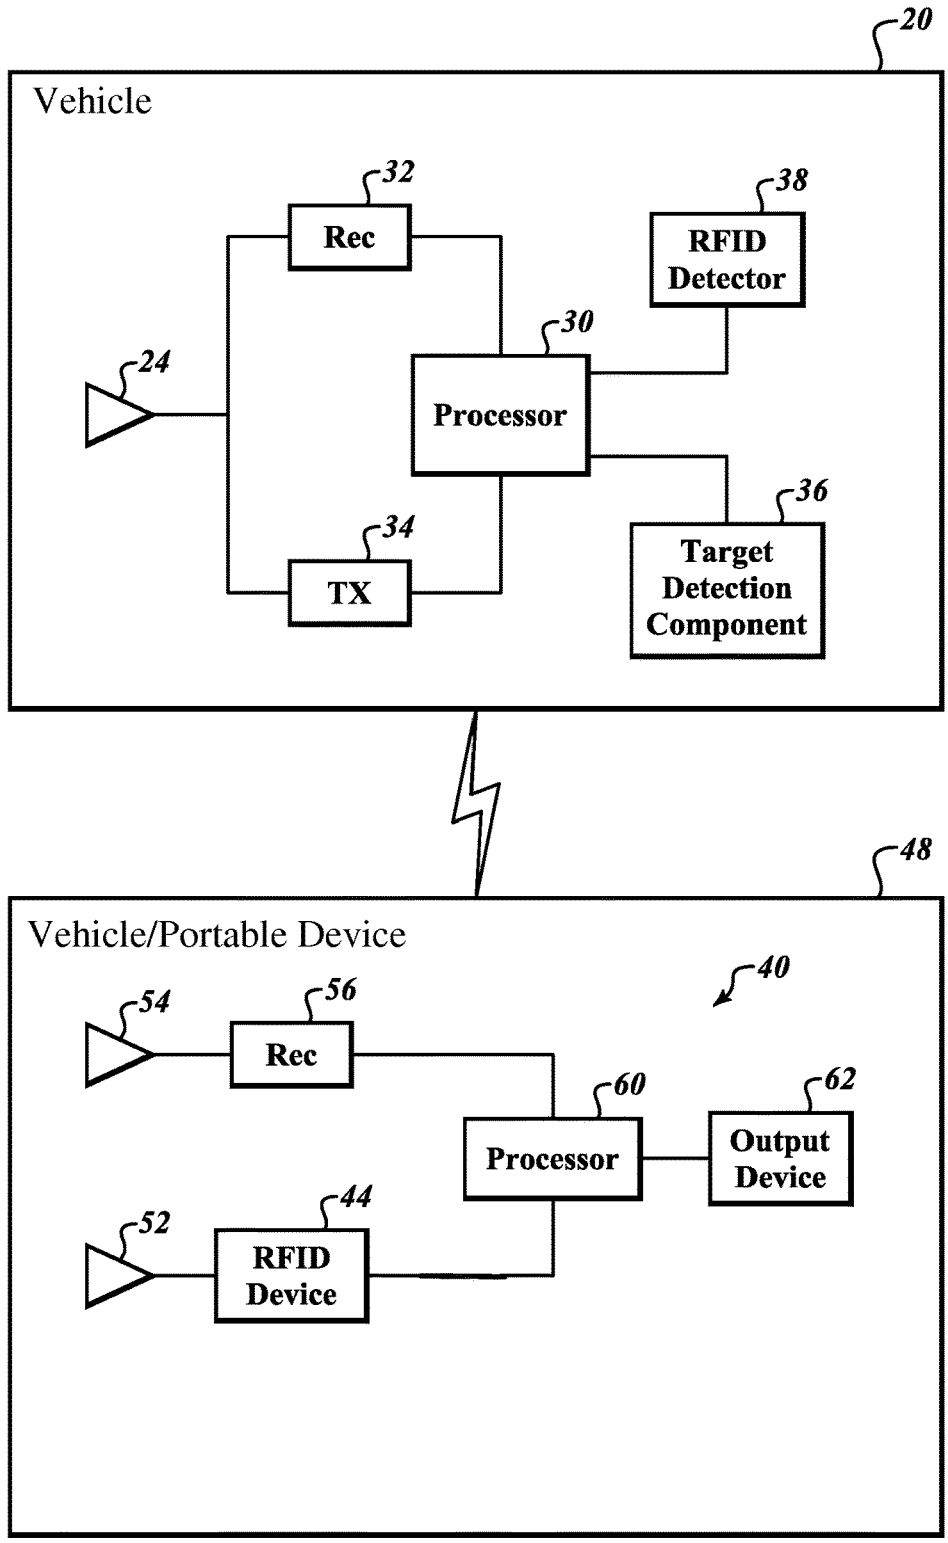 20
Vehicle
32
Rec
38
RFID
Detector
30
Processor
24
36
Target
Detection
Component
34
TX
48
Vehicle/Portable Device
40
54
56
Rec
60
Processor
62
Output
Device
52
44
RFID
Device